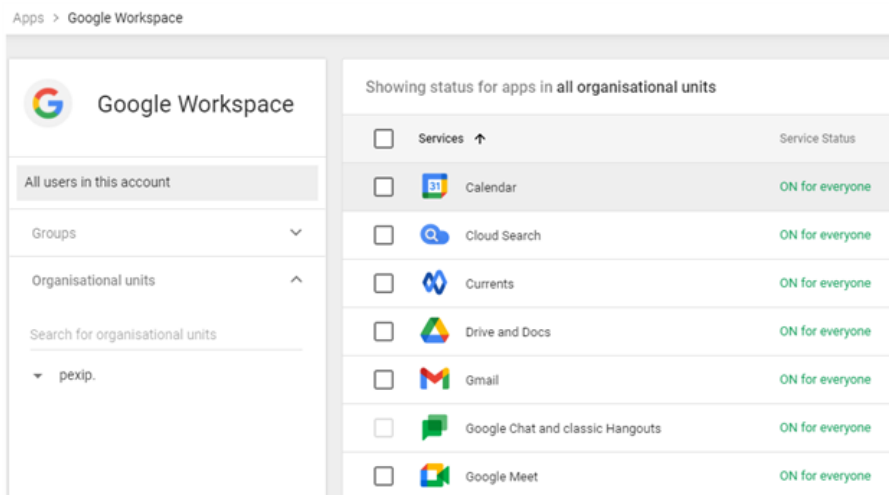 Apps > Google Workspace
Google Workspace
All users in this account
Groups
Organisational units
Search for organisational units
pexip.
Showing status for apps in all organisational units
Services Service Status
31 Calendar ON for everyone
Cloud Search ON for everyone
Currents ON for everyone
Drive and Docs ON for everyone
Gmail ON for everyone
Google Chat and classic Hangouts ON for everyone
Google Meet ON for everyone